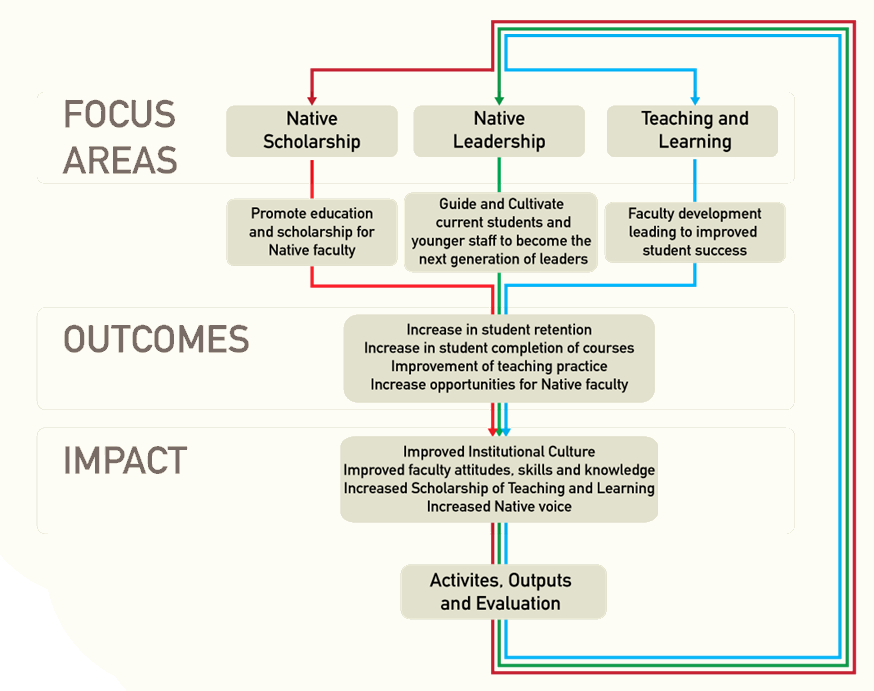 FOCUS
AREAS
Native
Scholarship
Native
Leadership
Teaching and
Learning
Promote education
and scholarship for
Native faculty
Guide and Cultivate
current students and
younger staff to become the
next generation of leaders
Faculty development
leading to improved
student success
OUTCOMES
Increase in student retention
Increase in student completion of courses
Improvement of teaching practice
Increase opportunities for Native faculty
IMPACT
Improved Institutional Culture
Improved faculty attitudes, skills and knowledge
Increased Scholarship of Teaching and Learning
Increased Native voice
Activites, Outputs
and Evaluation